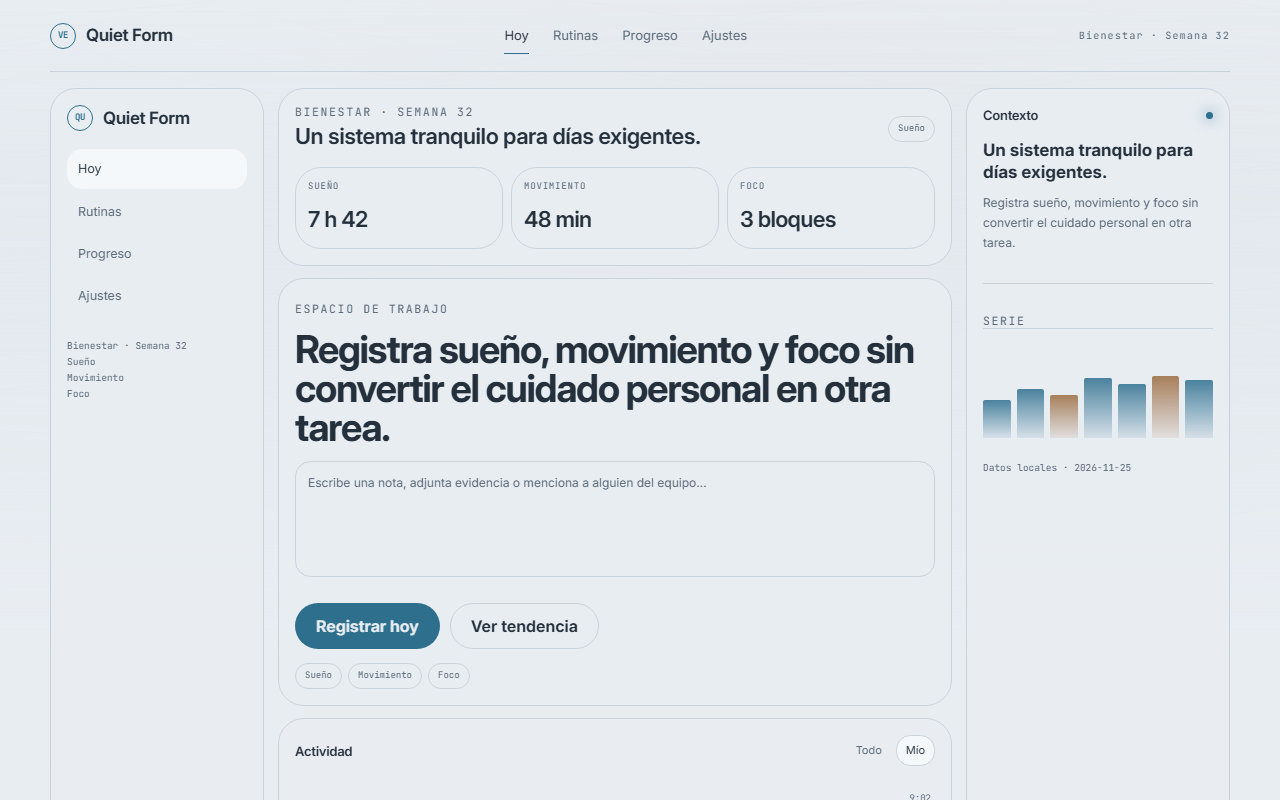 VE Quiet Form
Hoy Rutinas Progreso Ajustes
Bienestar · Semana 32
QU Quiet Form
Hoy
Rutinas
Progreso
Ajustes
Bienestar · Semana 32
Sueño
Movimiento
Foco
BIENESTAR · SEMANA 32
Un sistema tranquilo para días exigentes.
Sueño
SUEÑO
7 h 42
MOVIMIENTO
48 min
FOCO
3 bloques
ESPACIO DE TRABAJO
Registra sueño, movimiento y foco sin
convertir el cuidado personal en otra
tarea.
Escribe una nota, adjunta evidencia o menciona a alguien del equipo...
Registrar hoy
Ver tendencia
Sueño
Movimiento
Foco
Actividad
Todo
Mío
9:02
Contexto
Un sistema tranquilo para
días exigentes.
Registra sueño, movimiento y foco sin
convertir el cuidado personal en otra
tarea.
SERIE
Datos locales · 2026-11-25